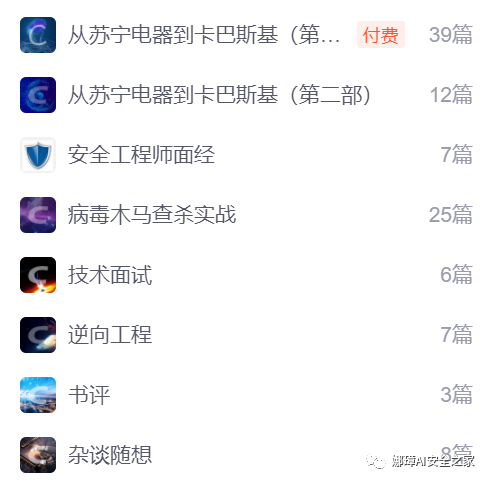 从苏宁电器到卡巴斯基（第… 付费 39篇
从苏宁电器到卡巴斯基（第二部） 12篇
安全工程师面经 7篇
病毒木马查杀实战 25篇
技术面试 6篇
逆向工程 7篇
书评 3篇
杂谈随想 8篇
娜璋AI安全之家